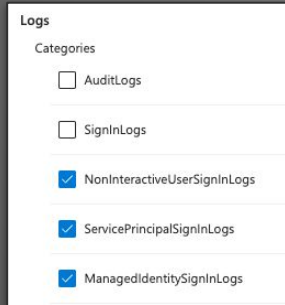 Logs
Categories
AuditLogs
SignInLogs
NonInteractiveUserSignInLogs
ServicePrincipalSignInLogs
ManagedIdentitySignInLogs